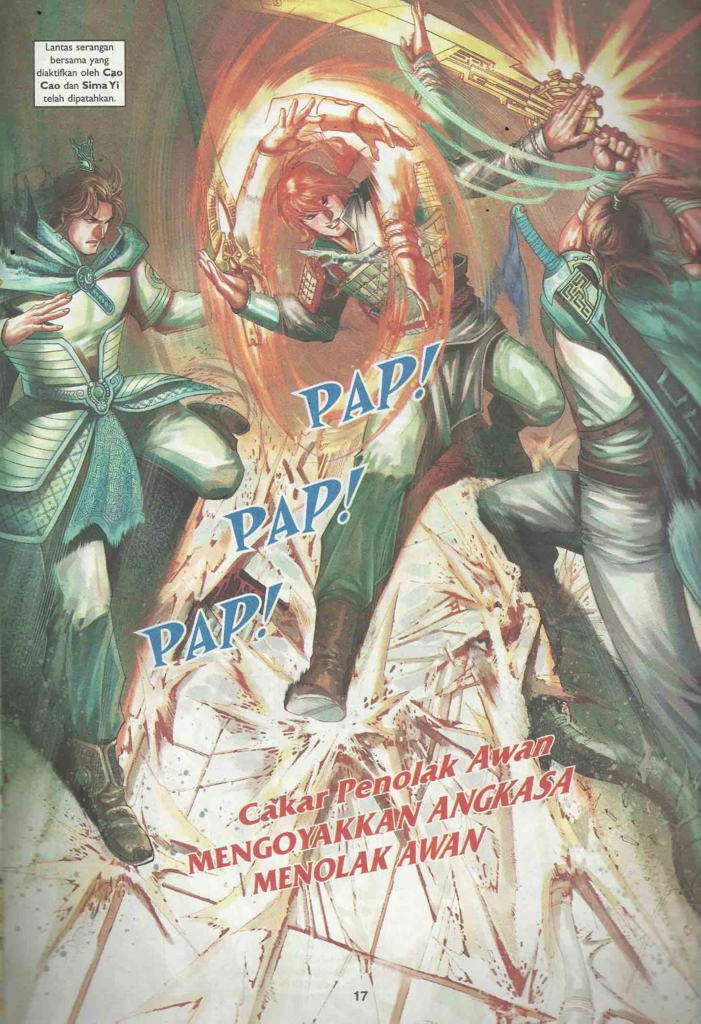 Lantas serangan
bersama yang
diaktifkan oleh Cao
Cao dan Sima Yi
telah dipatahkan.
PAP!
PAP!
PAP!
Cakar Penolak Awan
MENGOYAKKAN ANGKASA
MENOLAK AWAN
17